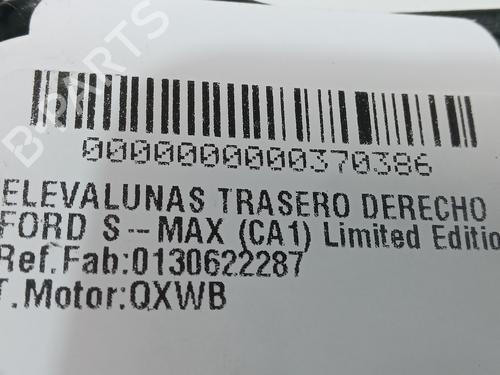 B-PARTS
0000000000370386
ELEVALUNAS TRASERO DERECHO
FORD S-MAX (CA1) Limited Editio
Ref.Fab:0130622287
T.Motor:QXWB